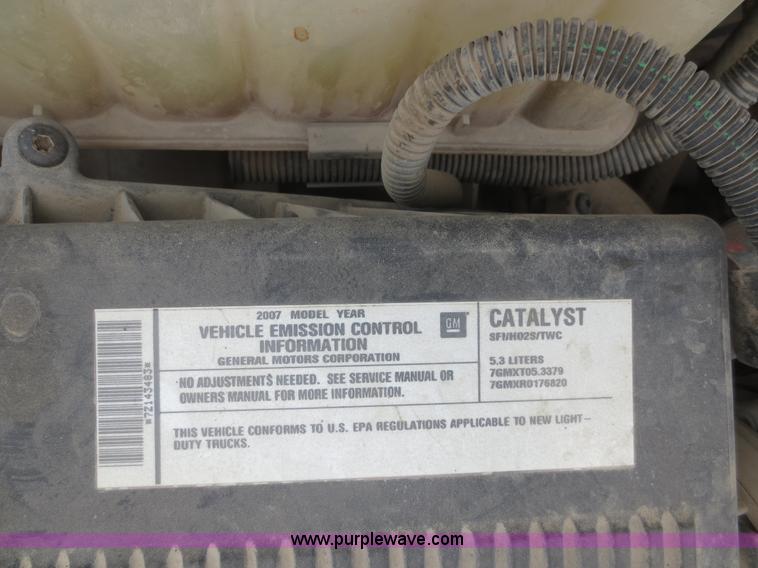 2007 MODEL YEAR
VEHICLE EMISSION CONTROL
INFORMATION
GENERAL MOTORS CORPORATION
GM
NO ADJUSTMENTS NEEDED. SEE SERVICE MANUAL OR
OWNERS MANUAL FOR MORE INFORMATION.
CATALYST
SFI/HO2S/TWC
5.3 LITERS
7GMXT05.3379
7GMXR0176820
THIS VEHICLE CONFORMS TO U.S. EPA REGULATIONS APPLICABLE TO NEW LIGHT-
DUTY TRUCKS.
*72143483*
www.purplewave.com